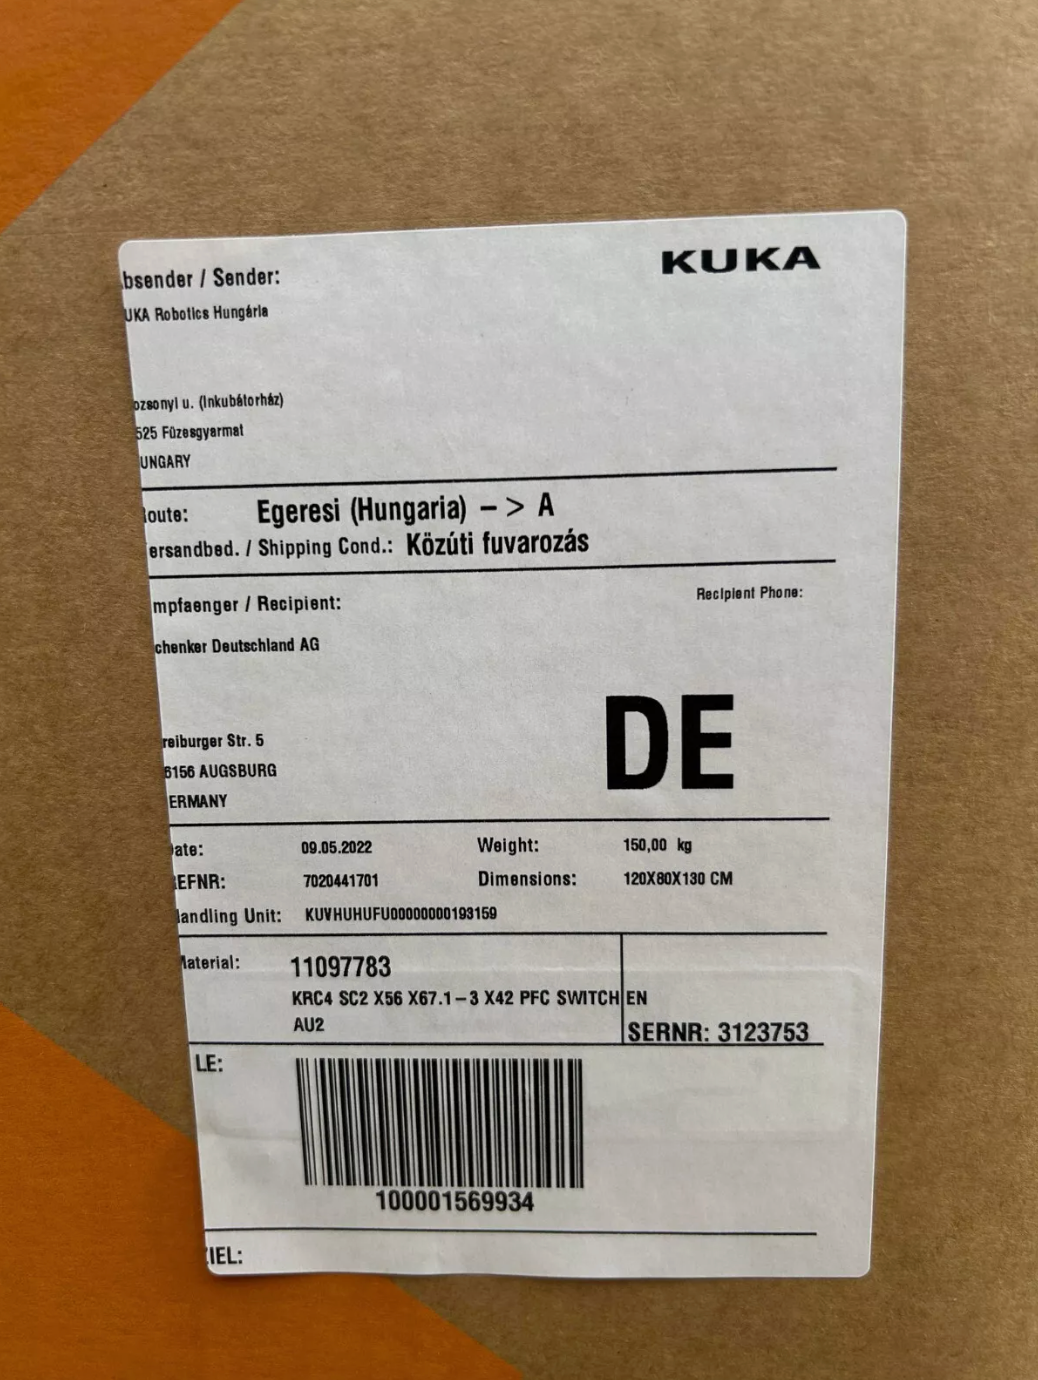 KUKA
bsender / Sender:
UKA Robotics Hungária
ozsonyi u. (Inkubátorház)
525 Füzesgyarmat
UNGARY
oute: Egeresi (Hungaria) –> A
ersandbed. / Shipping Cond.: Közúti fuvarozás
mpfaenger / Recipient: Recipient Phone:
chenker Deutschland AG
DE
reiburger Str. 5
6156 AUGSBURG
ERMANY
ate: 09.05.2022 Weight: 150,00 kg
EFNR: 7020441701 Dimensions: 120X80X130 CM
andling Unit: KUVHUHUFU00000000193159
aterial: 11097783
KRC4 SC2 X56 X67.1–3 X42 PFC SWITCH EN
AU2
SERNR: 3123753
LE:
100001569934
IEL: